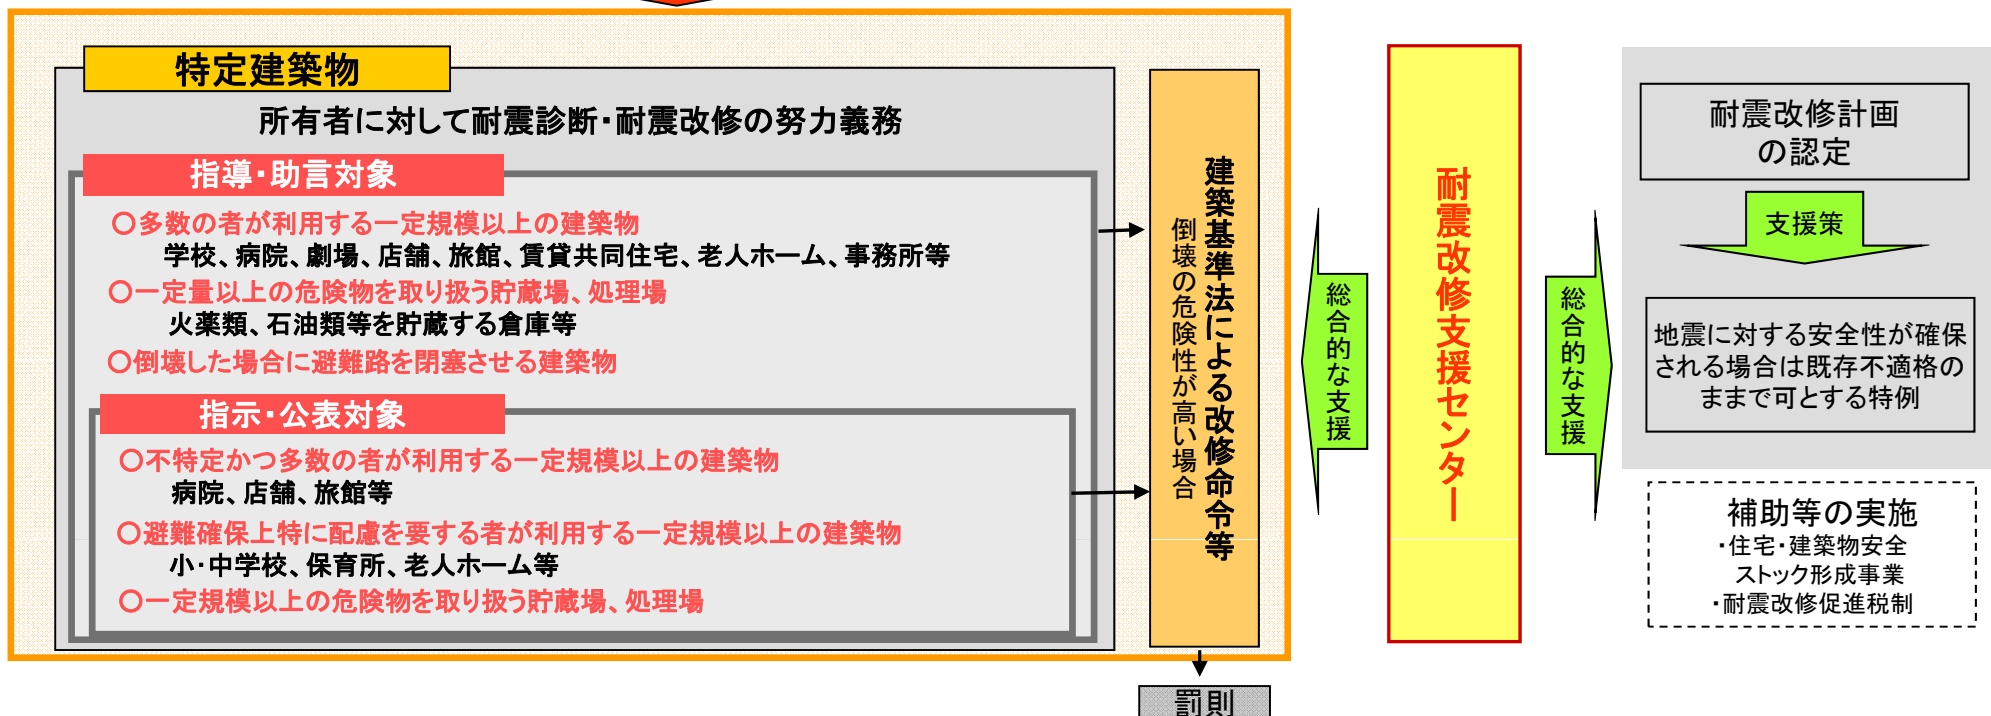 特定建築物
所有者に対して耐震診断・耐震改修の努力義務
指導・助言対象
○多数の者が利用する一定規模以上の建築物
学校、病院、劇場、店舗、旅館、賃貸共同住宅、老人ホーム、事務所等
○一定量以上の危険物を取り扱う貯蔵場、処理場
火薬類、石油類等を貯蔵する倉庫等
○倒壊した場合に避難路を閉塞させる建築物
指示・公表対象
○不特定かつ多数の者が利用する一定規模以上の建築物
病院、店舗、旅館等
○避難確保上特に配慮を要する者が利用する一定規模以上の建築物
小・中学校、保育所、老人ホーム等
○一定規模以上の危険物を取り扱う貯蔵場、処理場
建築基準法による改修命令等
倒壊の危険性が高い場合
罰則
総合的な支援
耐震改修支援センター
総合的な支援
耐震改修計画
の認定
支援策
地震に対する安全性が確保
される場合は既存不適格の
ままで可とする特例
補助等の実施
・住宅・建築物安全
ストック形成事業
・耐震改修促進税制